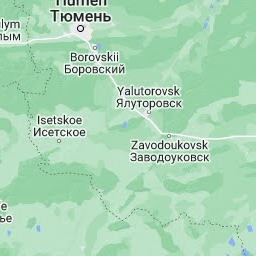 Tiumen
Тюмень
Borovskii
Боровский
Yalutorovsk
Ялуторовск
Isetskoe
Исетское
Zavodoukovsk
Заводоуковск